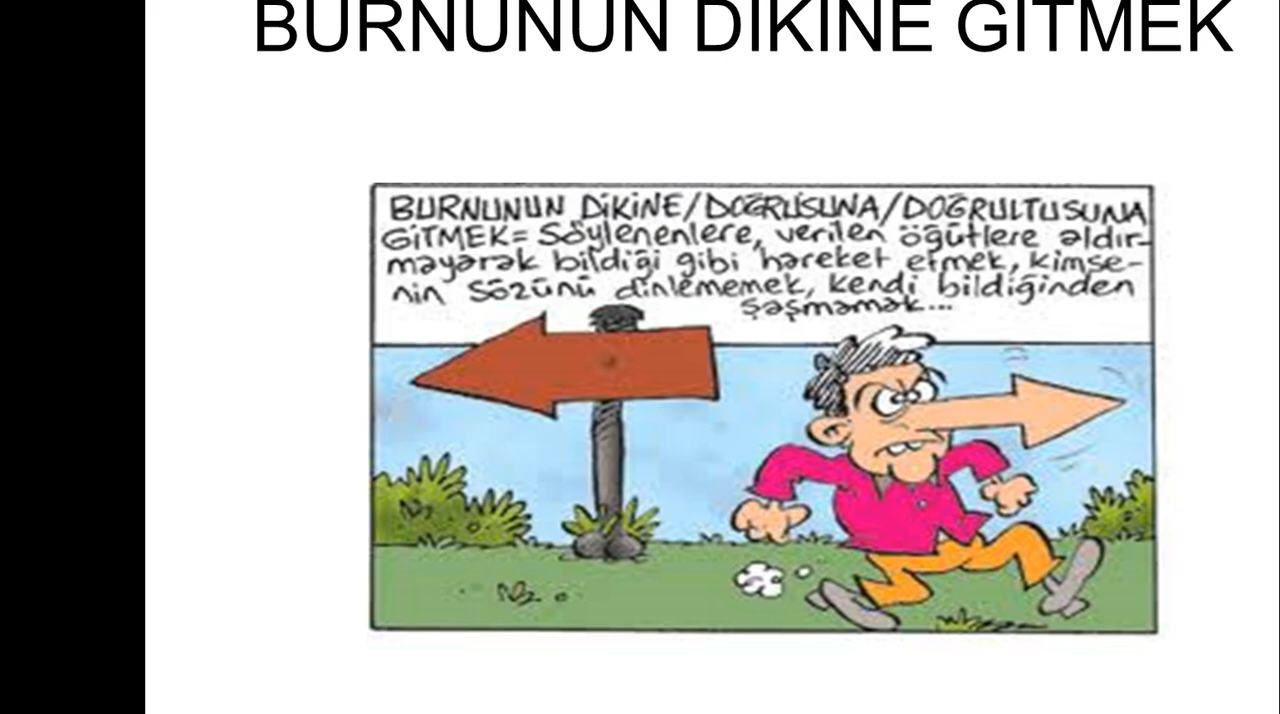 BURNUNUN DİKİNE GİTMEK
BURNUNUN DİKİNE/DOĞRUSUNA/DOĞRULTUSUNA
GİTMEK= Söylenenlere, verilen öğütlere aldır-
mayarak bildiği gibi hareket etmek, kimse-
nin sözünü dinlememek, kendi bildiğinden
şaşmamak...